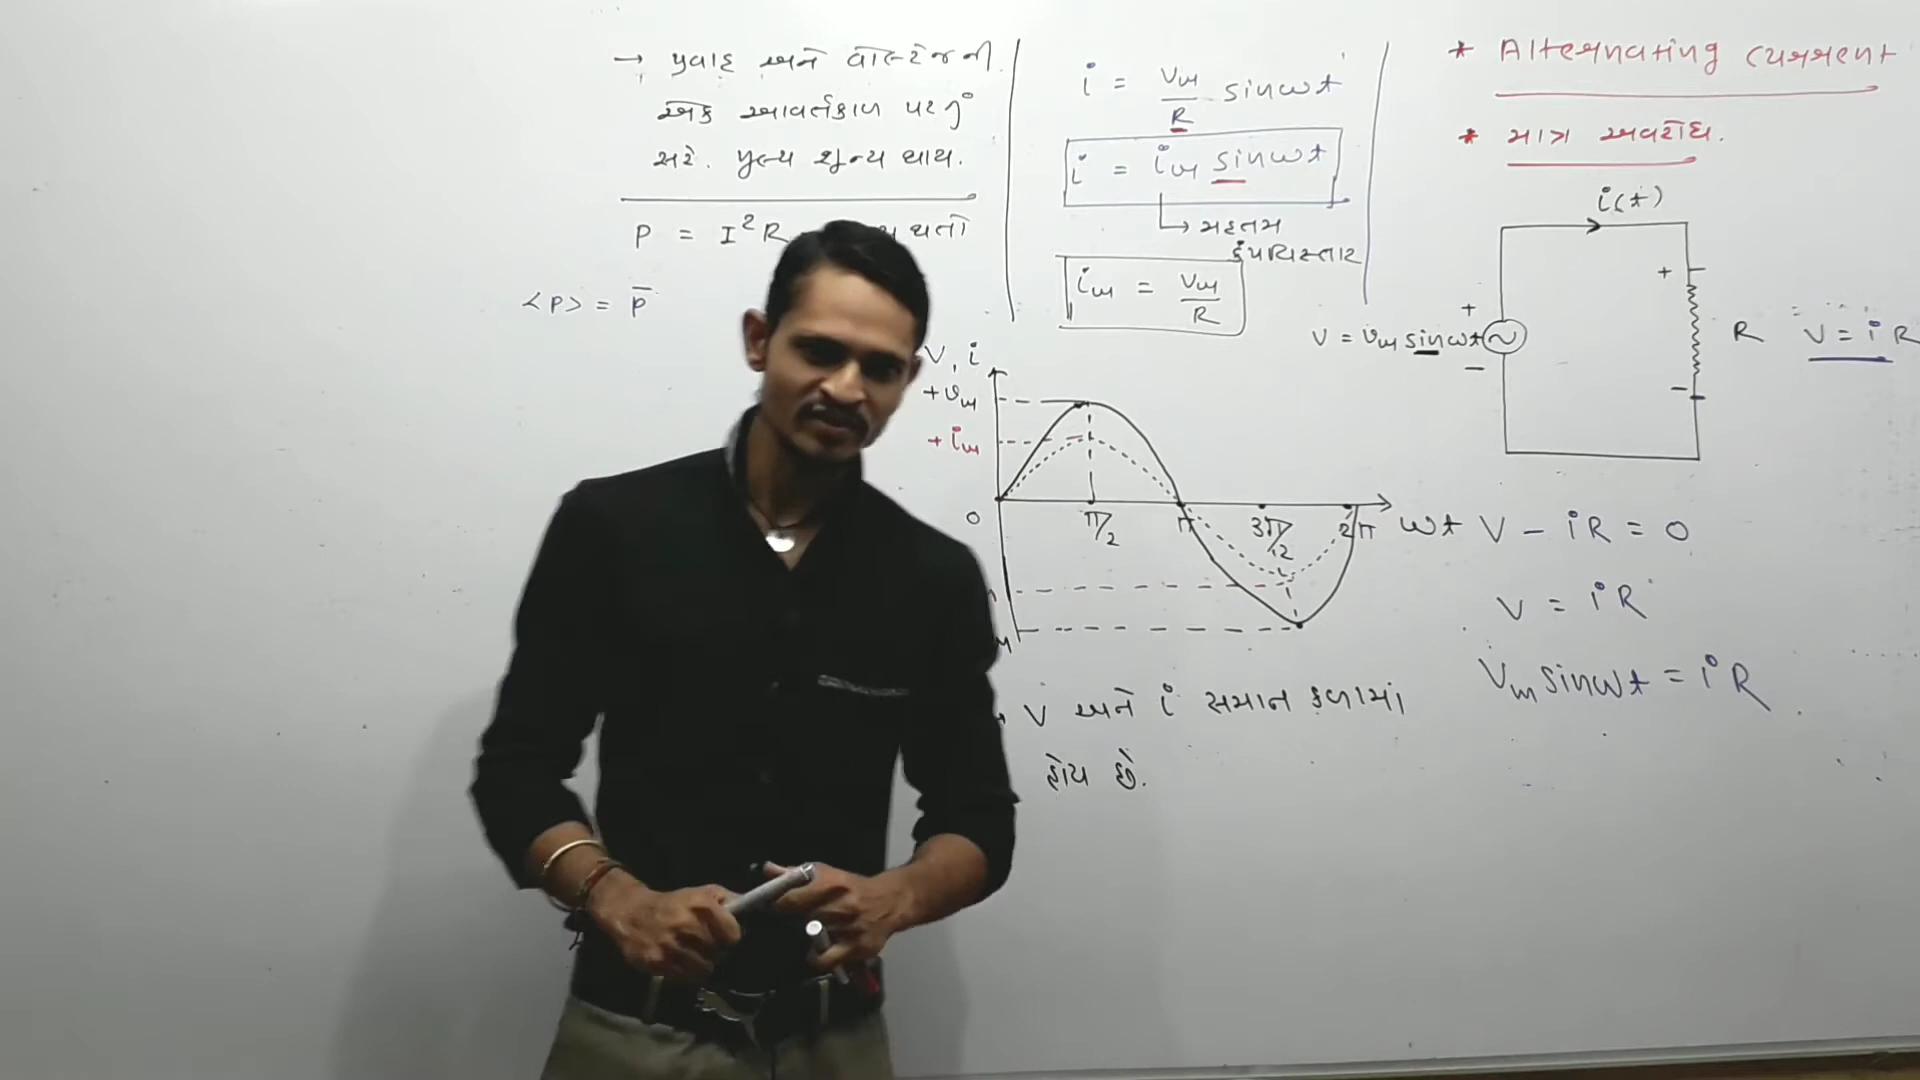 → પ્રવાહ અને વોલ્ટેજની
એક આવર્તકાળ પરનું
સરે. મૂલ્ય શૂન્ય થાય.
P = I²R થતો
<P> = P̅
i = vm/R sinωt
i = im sinωt
→ મહત્તમ
કંપવિસ્તાર
im = vm/R
V, i
+vm
+im
0
π/2
π
3π/2
2π
ωt
V અને i સમાન કળામાં
હોય છે.
* Alternating current
* માત્ર અવરોધ.
i(t)
+
+
V = vm sinωt
R
V = iR
−
−
V − iR = 0
V = iR
Vm sinωt = iR